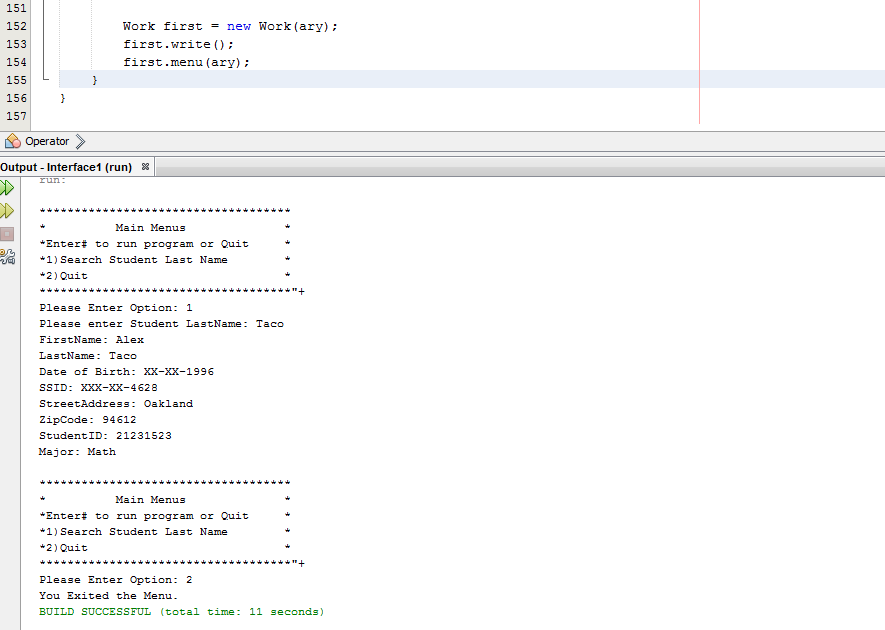 151
152 Work first = new Work(ary);
153 first.write();
154 first.menu(ary);
155 }
156 }
157
Operator
Output - Interface1 (run)
run:
************************************
* Main Menus *
*Enter# to run program or Quit *
*1)Search Student Last Name *
*2)Quit *
************************************"+
Please Enter Option: 1
Please enter Student LastName: Taco
FirstName: Alex
LastName: Taco
Date of Birth: XX-XX-1996
SSID: XXX-XX-4628
StreetAddress: Oakland
ZipCode: 94612
StudentID: 21231523
Major: Math
************************************
* Main Menus *
*Enter# to run program or Quit *
*1)Search Student Last Name *
*2)Quit *
************************************"+
Please Enter Option: 2
You Exited the Menu.
BUILD SUCCESSFUL (total time: 11 seconds)